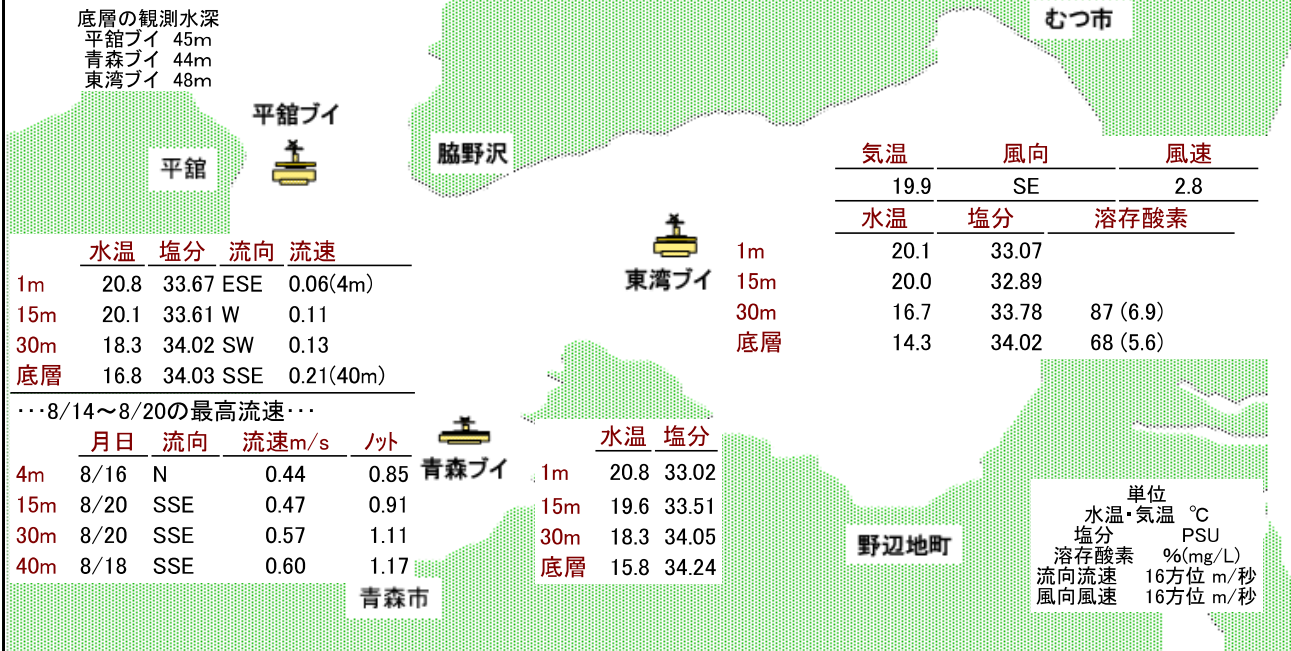 底層の観測水深
平舘ブイ 45m
青森ブイ 44m
東湾ブイ 48m
むつ市
平舘ブイ
平舘
脇野沢
気温 風向 風速
19.9 SE 2.8
水温 塩分 溶存酸素
1m 20.1 33.07
15m 20.0 32.89
30m 16.7 33.78 87 (6.9)
底層 14.3 34.02 68 (5.6)
東湾ブイ
水温 塩分 流向 流速
1m 20.8 33.67 ESE 0.06(4m)
15m 20.1 33.61 W 0.11
30m 18.3 34.02 SW 0.13
底層 16.8 34.03 SSE 0.21(40m)
･･･8/14～8/20の最高流速･･･
月日 流向 流速m/s ノット
4m 8/16 N 0.44 0.85
15m 8/20 SSE 0.47 0.91
30m 8/20 SSE 0.57 1.11
40m 8/18 SSE 0.60 1.17
青森ブイ
水温 塩分
1m 20.8 33.02
15m 19.6 33.51
30m 18.3 34.05
底層 15.8 34.24
青森市
野辺地町
単位
水温･気温 ℃
塩分 PSU
溶存酸素 %(mg/L)
流向流速 16方位 m/秒
風向風速 16方位 m/秒